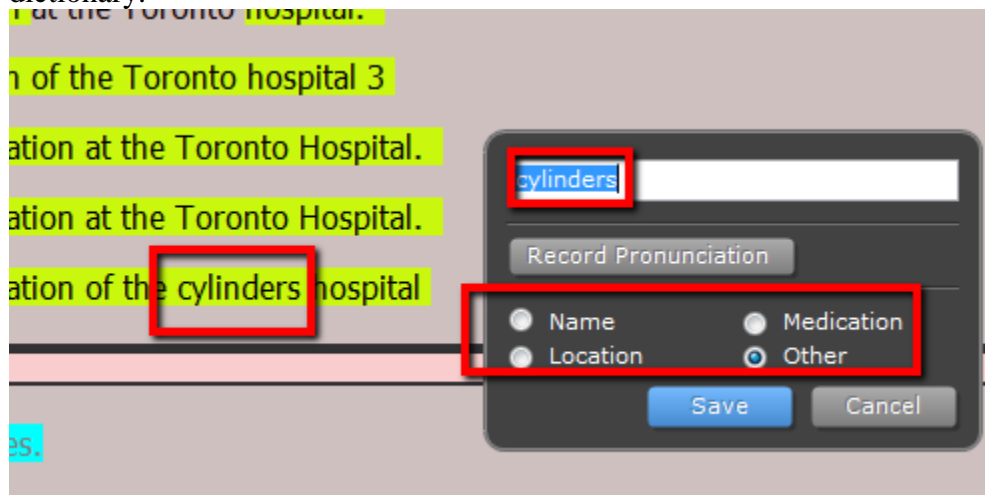 dictionary.
at the Toronto hospital.
n of the Toronto hospital 3
ation at the Toronto Hospital.
ation at the Toronto Hospital.
ation of the cylinders hospital
es.
cylinders
Record Pronunciation
Name
Medication
Location
Other
Save
Cancel